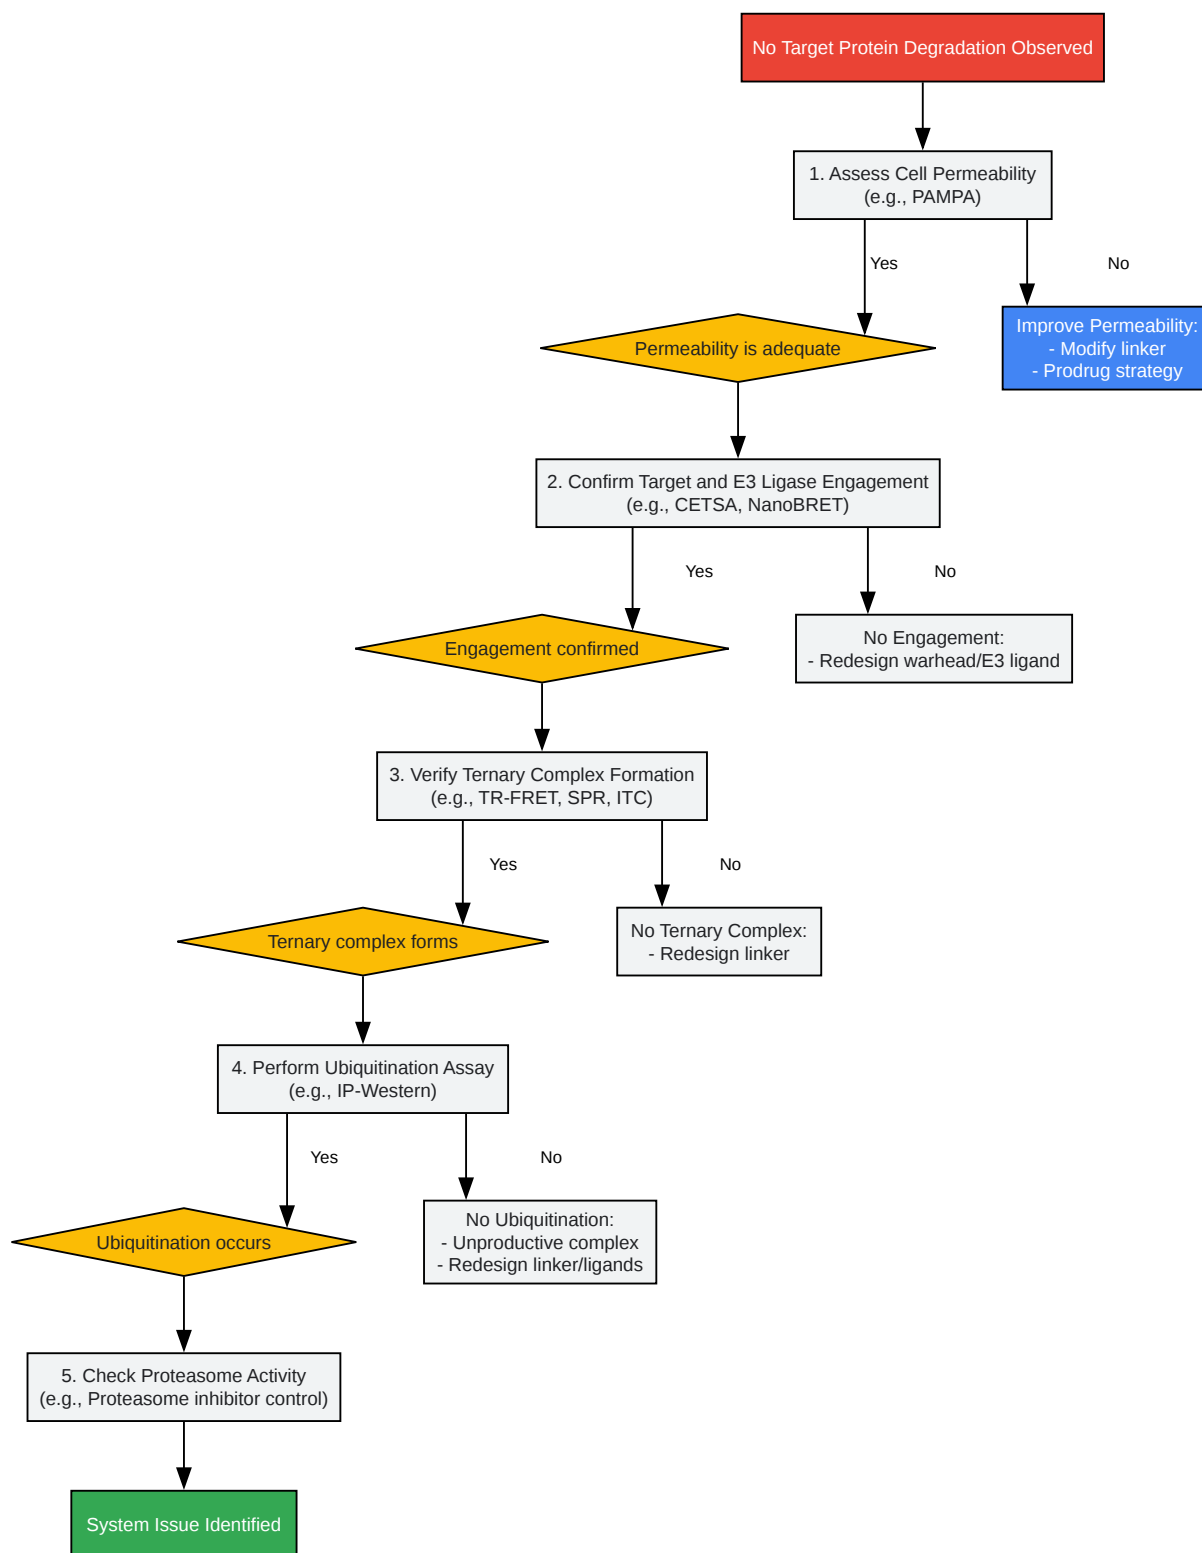 No Target Protein Degradation Observed
1. Assess Cell Permeability
(e.g., PAMPA)
Yes
No
Improve Permeability:
- Modify linker
- Prodrug strategy
Permeability is adequate
2. Confirm Target and E3 Ligase Engagement
(e.g., CETSA, NanoBRET)
Yes
No
No Engagement:
- Redesign warhead/E3 ligand
Engagement confirmed
3. Verify Ternary Complex Formation
(e.g., TR-FRET, SPR, ITC)
Yes
No
No Ternary Complex:
- Redesign linker
Ternary complex forms
4. Perform Ubiquitination Assay
(e.g., IP-Western)
Yes
No
No Ubiquitination:
- Unproductive complex
- Redesign linker/ligands
Ubiquitination occurs
5. Check Proteasome Activity
(e.g., Proteasome inhibitor control)
System Issue Identified